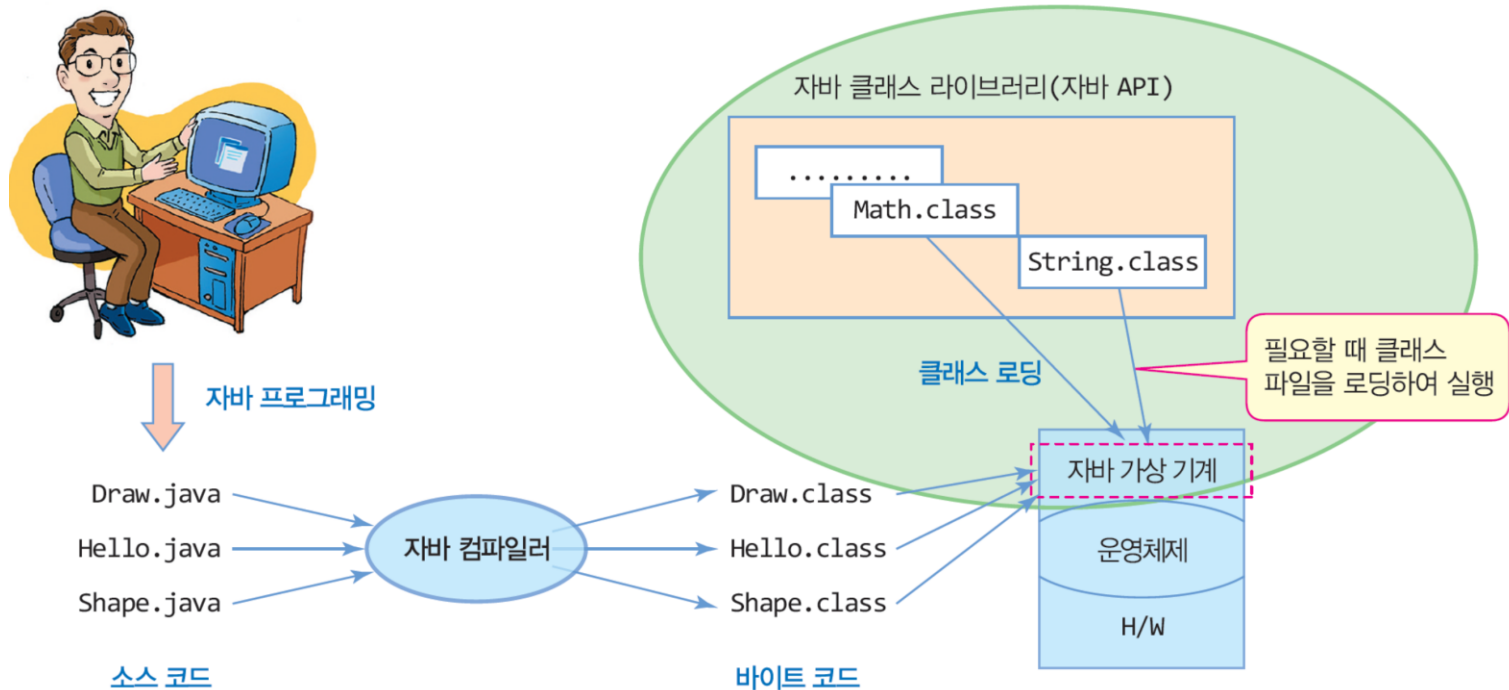 자바 클래스 라이브러리(자바 API)
.........
Math.class
String.class
클래스 로딩
필요할 때 클래스
파일을 로딩하여 실행
자바 프로그래밍
Draw.java
Hello.java
Shape.java
자바 컴파일러
Draw.class
Hello.class
Shape.class
자바 가상 기계
운영체제
H/W
소스 코드
바이트 코드